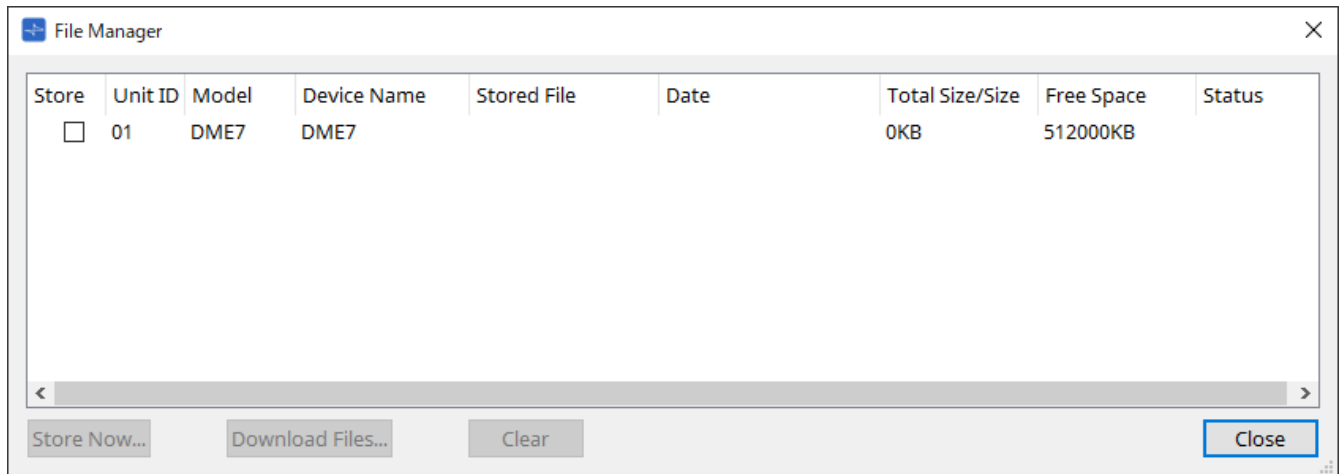 File Manager
Store Unit ID Model Device Name Stored File Date Total Size/Size Free Space Status
01 DME7 DME7 0KB 512000KB
Store Now... Download Files... Clear Close